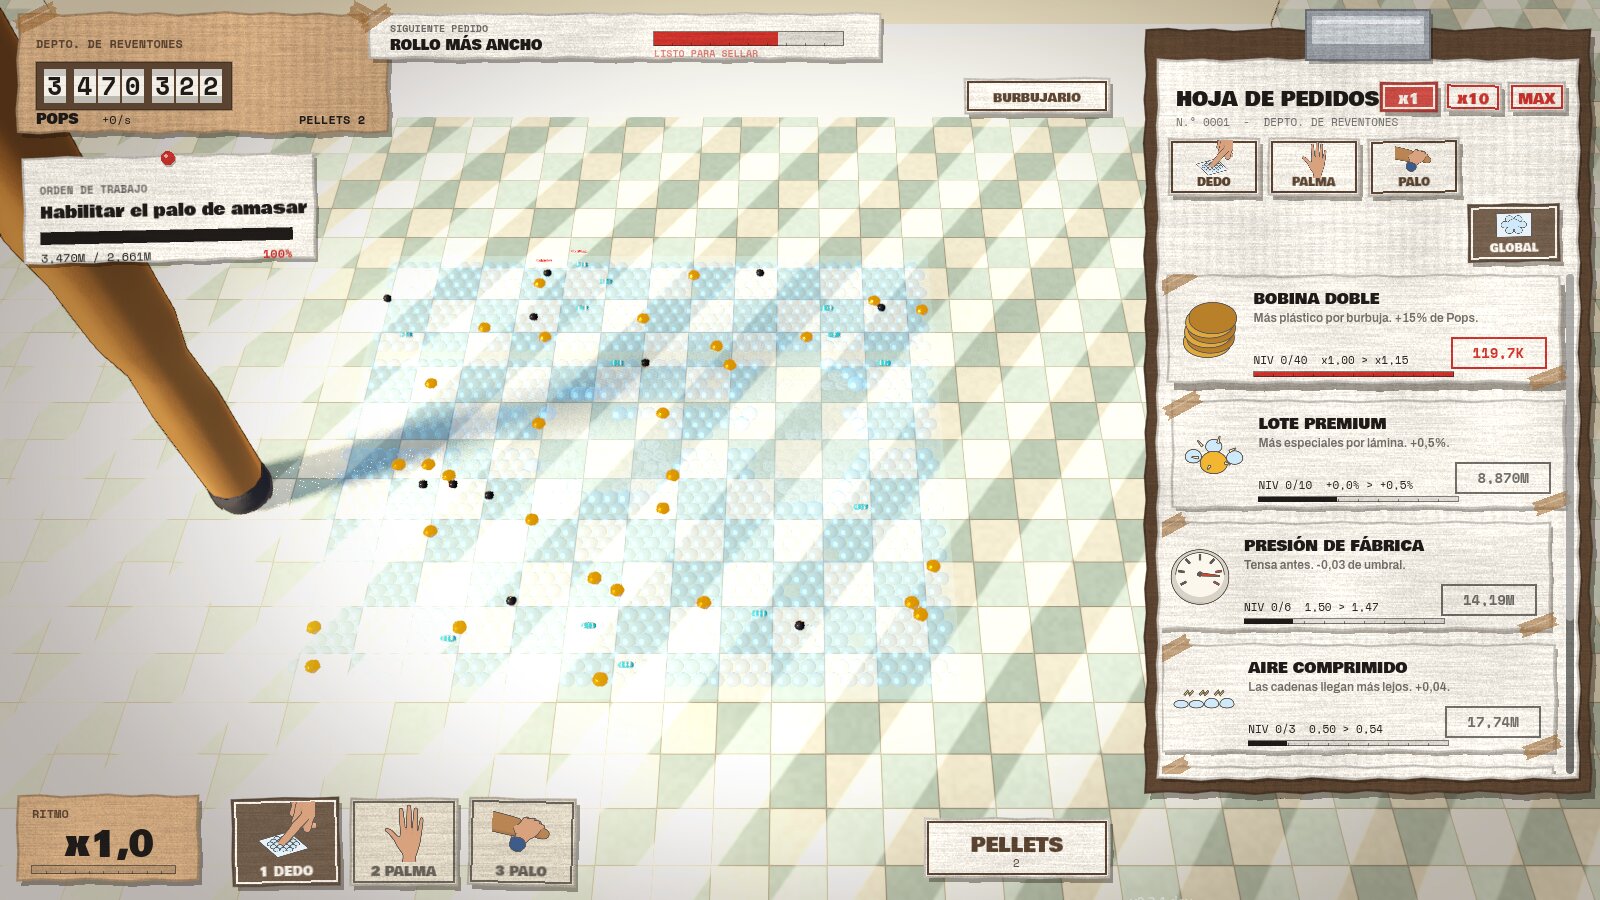 DEPTO. DE REVENTONES
3 470 322
POPS +0/s PELLETS 2
SIGUIENTE PEDIDO
ROLLO MÁS ANCHO
LISTO PARA SELLAR
ORDEN DE TRABAJO
Habilitar el palo de amasar
3,470M / 2,661M 100%
BURBUJARIO
HOJA DE PEDIDOS
x1 x10 MAX
N.° 0001 - DEPTO. DE REVENTONES
DEDO PALMA PALO
GLOBAL
BOBINA DOBLE
Más plástico por burbuja. +15% de Pops.
NIV 0/40 x1,00 > x1,15
119,7K
LOTE PREMIUM
Más especiales por lámina. +0,5%.
NIV 0/10 +0,0% > +0,5%
8,870M
PRESIÓN DE FÁBRICA
Tensa antes. -0,03 de umbral.
NIV 0/6 1,50 > 1,47
14,19M
AIRE COMPRIMIDO
Las cadenas llegan más lejos. +0,04.
NIV 0/3 0,50 > 0,54
17,74M
RITMO
x1,0
1 DEDO
2 PALMA
3 PALO
PELLETS
2